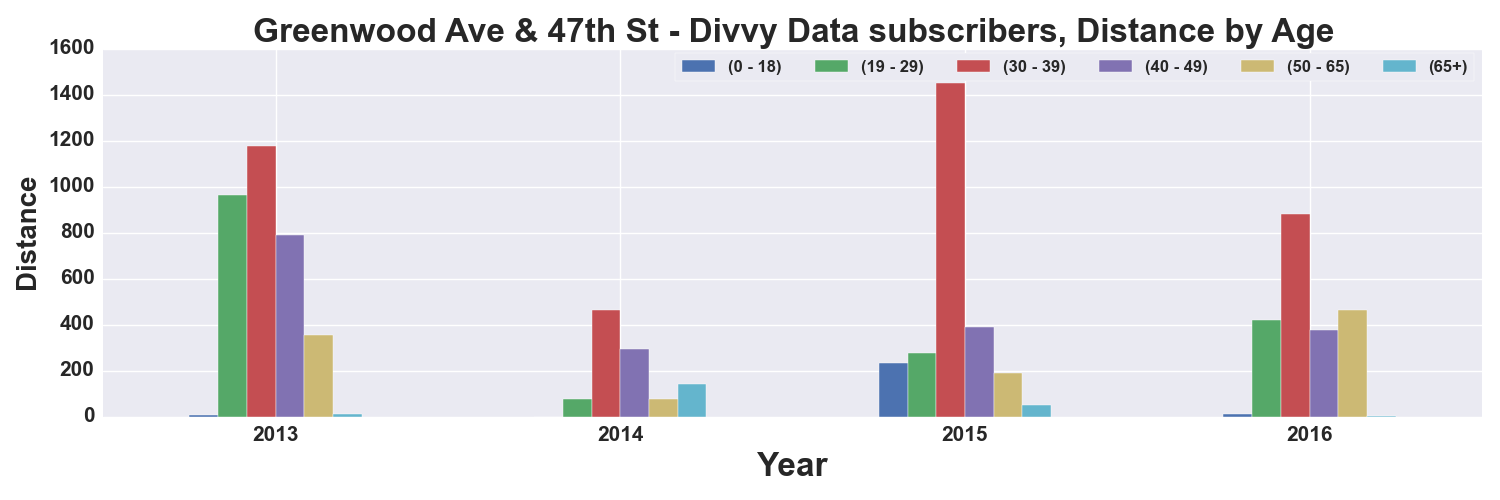 Greenwood Ave & 47th St - Divvy Data subscribers, Distance by Age
(0 - 18) (19 - 29) (30 - 39) (40 - 49) (50 - 65) (65+)
1600
1400
1200
1000
800
600
400
200
0
Distance
2013 2014 2015 2016
Year